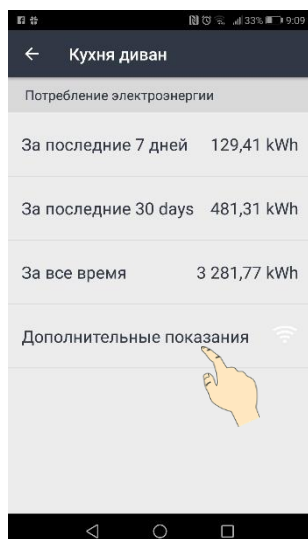 33% 9:09
Кухня диван
Потребление электроэнергии
За последние 7 дней 129,41 kWh
За последние 30 days 481,31 kWh
За все время 3 281,77 kWh
Дополнительные показания